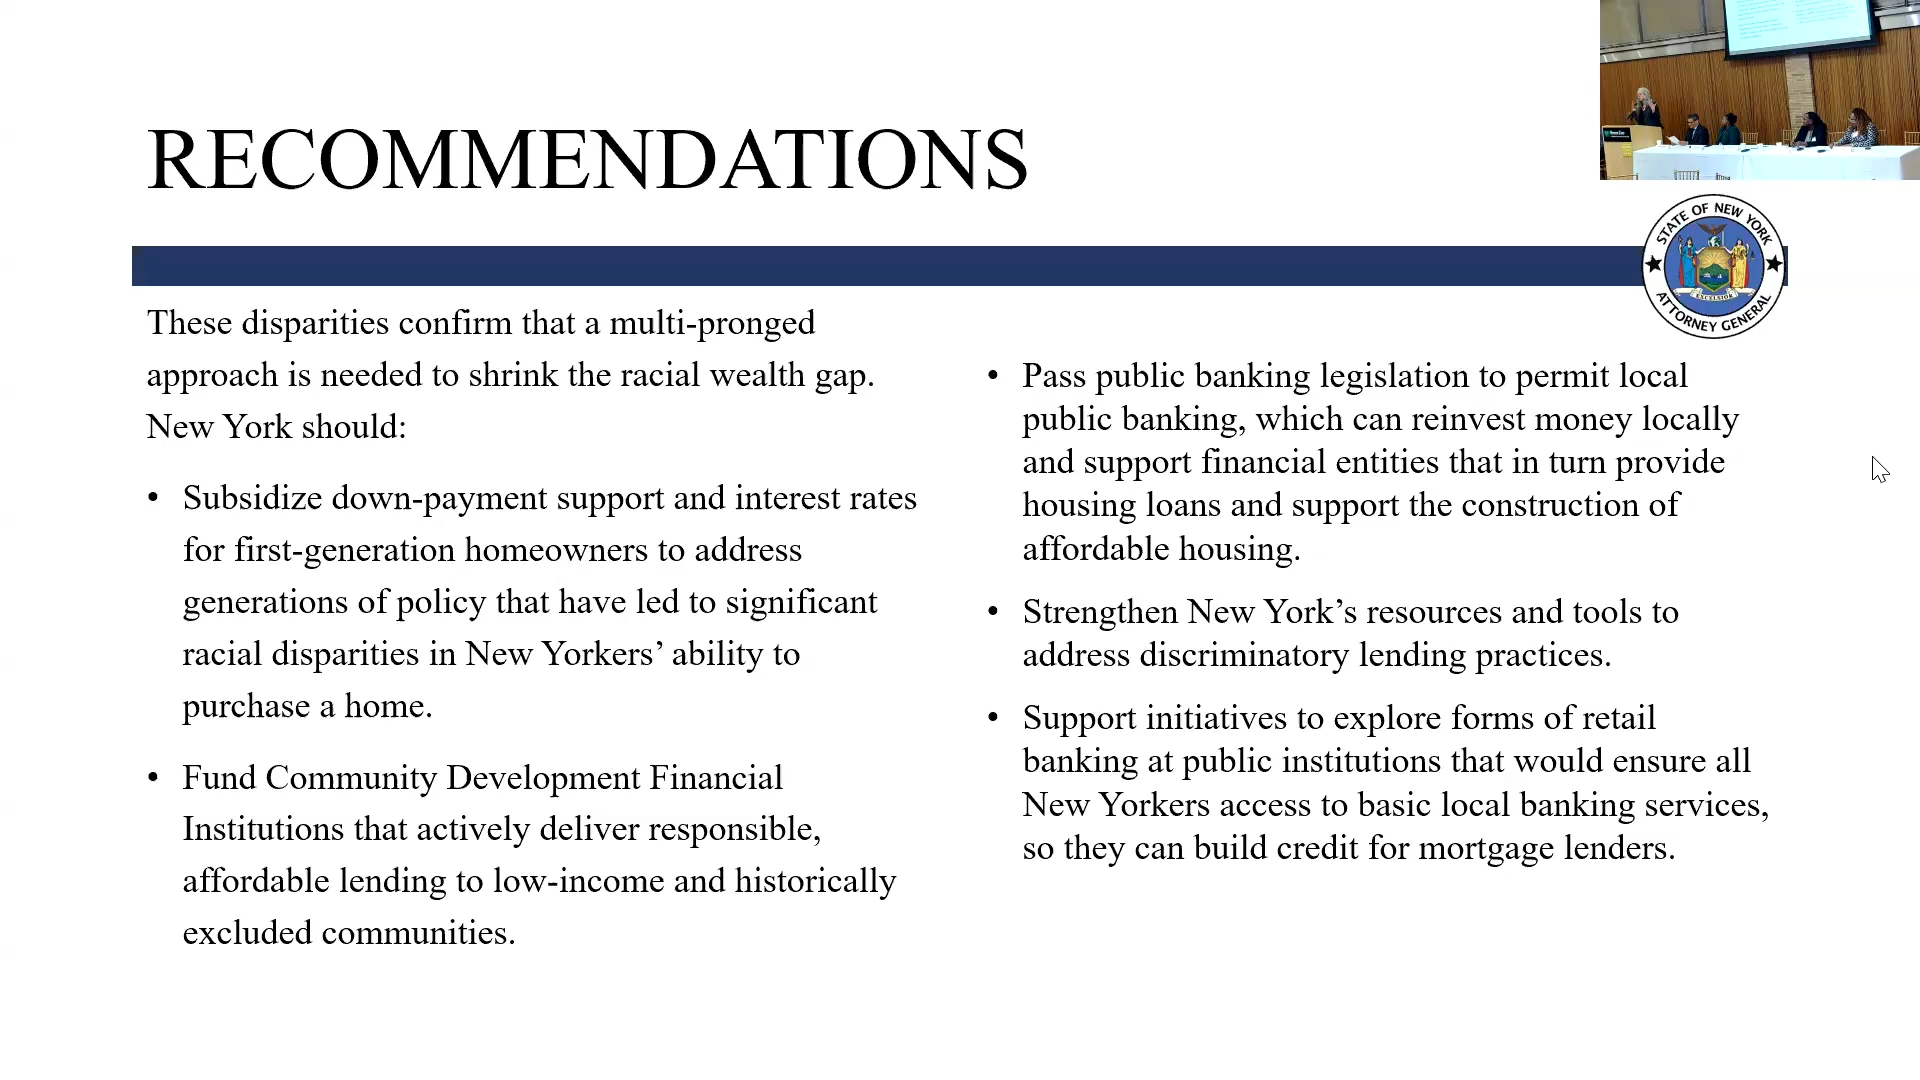 RECOMMENDATIONS
STATE OF NEW YORK
EXCELSIOR
ATTORNEY GENERAL
These disparities confirm that a multi-pronged
approach is needed to shrink the racial wealth gap.
New York should:
• Subsidize down-payment support and interest rates
for first-generation homeowners to address
generations of policy that have led to significant
racial disparities in New Yorkers’ ability to
purchase a home.
• Fund Community Development Financial
Institutions that actively deliver responsible,
affordable lending to low-income and historically
excluded communities.
• Pass public banking legislation to permit local
public banking, which can reinvest money locally
and support financial entities that in turn provide
housing loans and support the construction of
affordable housing.
• Strengthen New York’s resources and tools to
address discriminatory lending practices.
• Support initiatives to explore forms of retail
banking at public institutions that would ensure all
New Yorkers access to basic local banking services,
so they can build credit for mortgage lenders.